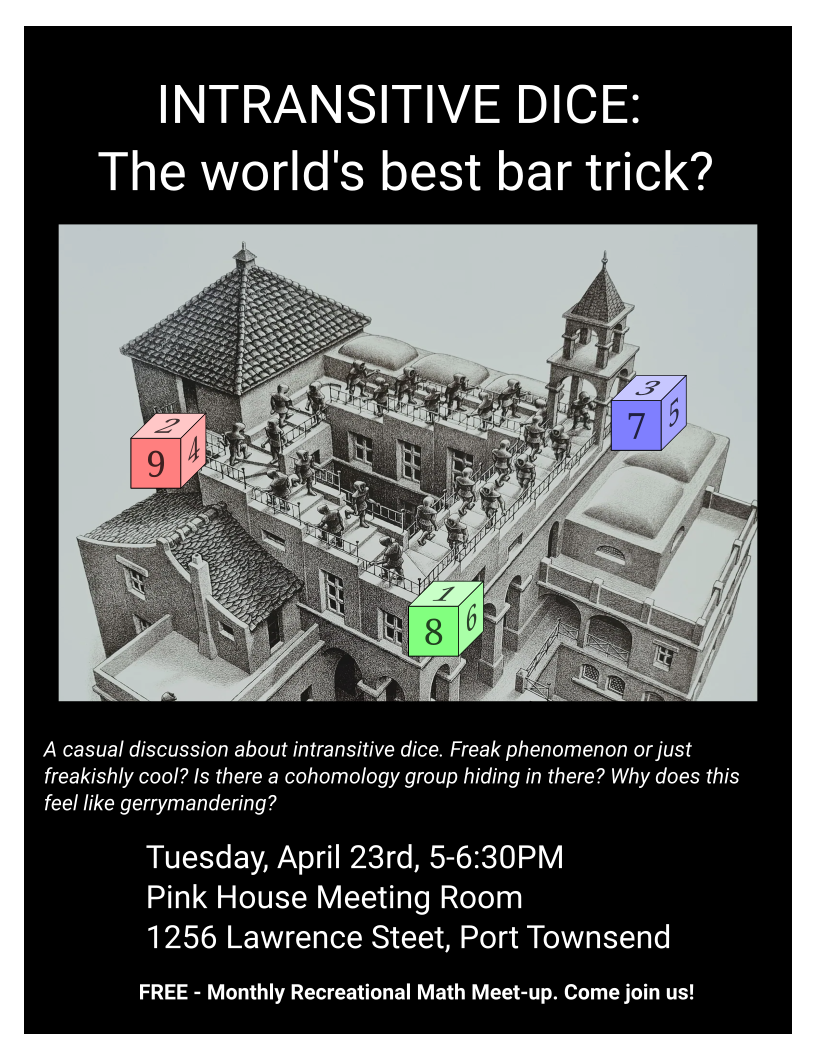 INTRANSITIVE DICE:
The world's best bar trick?
3
7 5
2
9 4
1
8 6
A casual discussion about intransitive dice. Freak phenomenon or just
freakishly cool? Is there a cohomology group hiding in there? Why does this
feel like gerrymandering?
Tuesday, April 23rd, 5-6:30PM
Pink House Meeting Room
1256 Lawrence Steet, Port Townsend
FREE - Monthly Recreational Math Meet-up. Come join us!